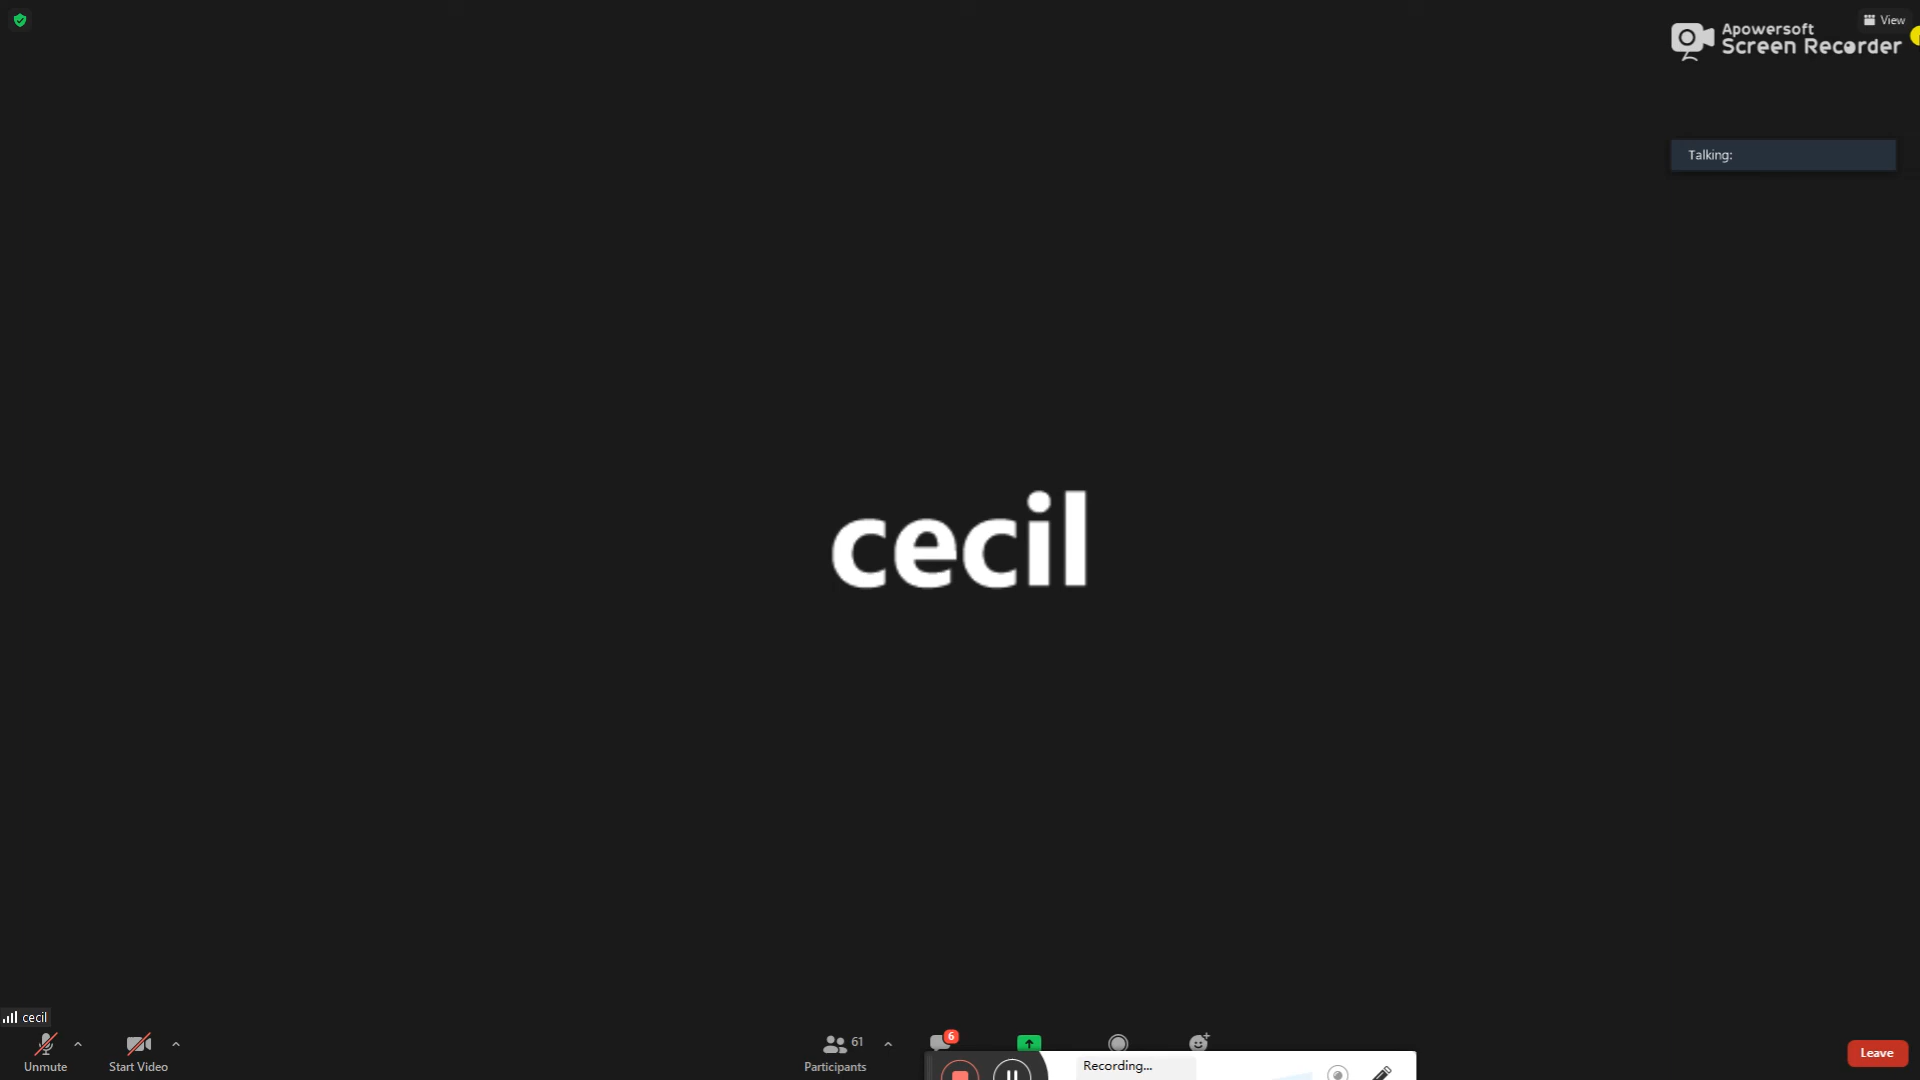 View
Apowersoft
Screen Recorder
Talking:
cecil
cecil
Unmute
Start Video
61
Participants
6
Recording...
Leave